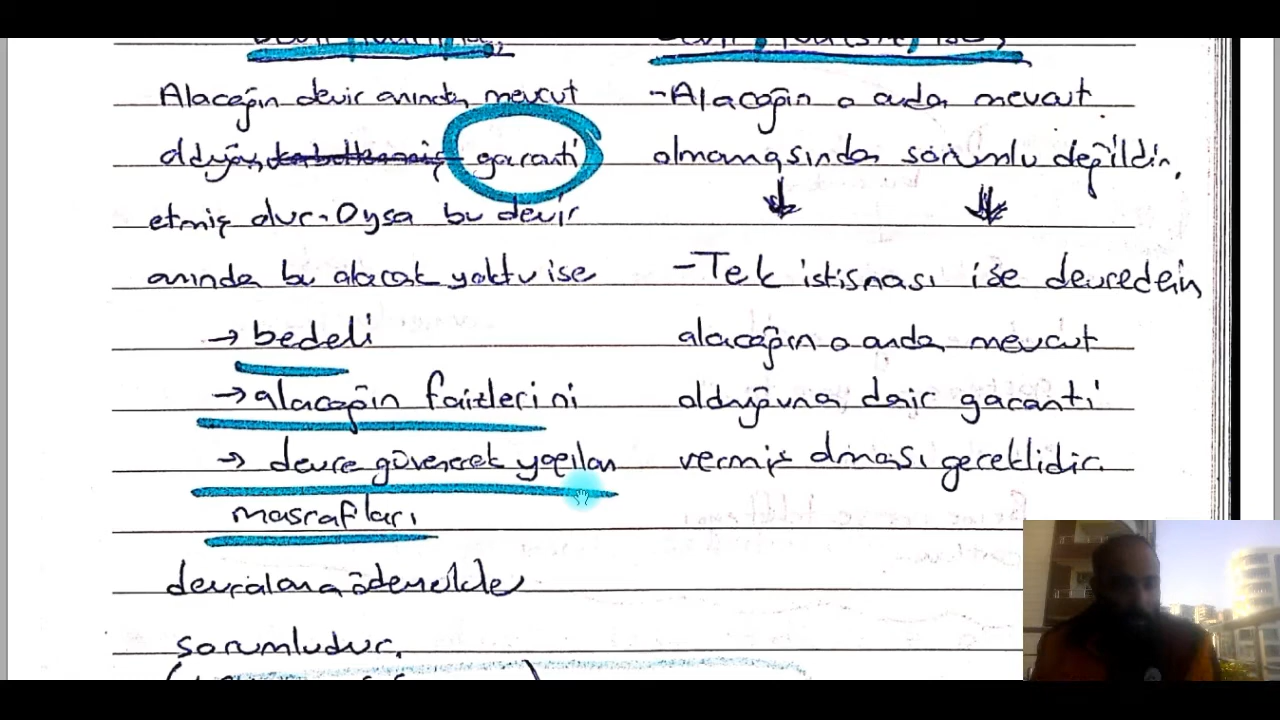 Alacağın devir anında mevcut
olduğunu garanti
etmiş olur. Oysa bu devir
anında bu alacak yoktu ise
→ bedeli
→ alacağın faizlerini
→ devre güvenerek yapılan
masrafları
devralana ödemekle
sorumludur.
-Alacağın o anda mevcut
olmamasından sorumlu değildir.
-Tek istisnası ise devredenin
alacağın o anda mevcut
olduğuna dair garanti
vermiş olması gereklidir.